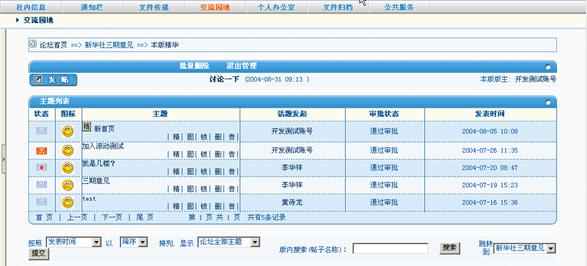 社内信息 通知栏 文件传递 交流园地 个人办公室 文件归档 公共服务
交流园地
论坛首页 ==> 新华社三期意见 ==> 本版精华
批量删除 退出管理
发贴 讨论一下 (2004-08-31 09:13 ) 本版版主: 开发测试账号
主题列表
状态 图标 主题 话题发起 审批状态 发表时间
精 新首页 | 精| 固| 锁| 删| 告| 开发测试账号 通过审批 2004-08-05 10:08
加入滚动测试 | 精| 固| 锁| 删| 告| 开发测试账号 通过审批 2004-07-26 11:35
我是几楼? | 精| 固| 锁| 删| 告| 李华祥 通过审批 2004-07-20 08:47
三期意见 | 精| 固| 锁| 删| 告| 李华祥 通过审批 2004-07-19 15:23
test | 精| 固| 锁| 删| 告| 黄诗龙 通过审批 2004-07-16 15:36
首 页 | 上一页 | 下一页 | 尾 页 第 1 页 共 1 页 共有5条记录
按照 发表时间 以 降序 排列, 显示 论坛全部主题 版内搜索(帖子名称): 搜索 跳转到 新华社三期意见
提交